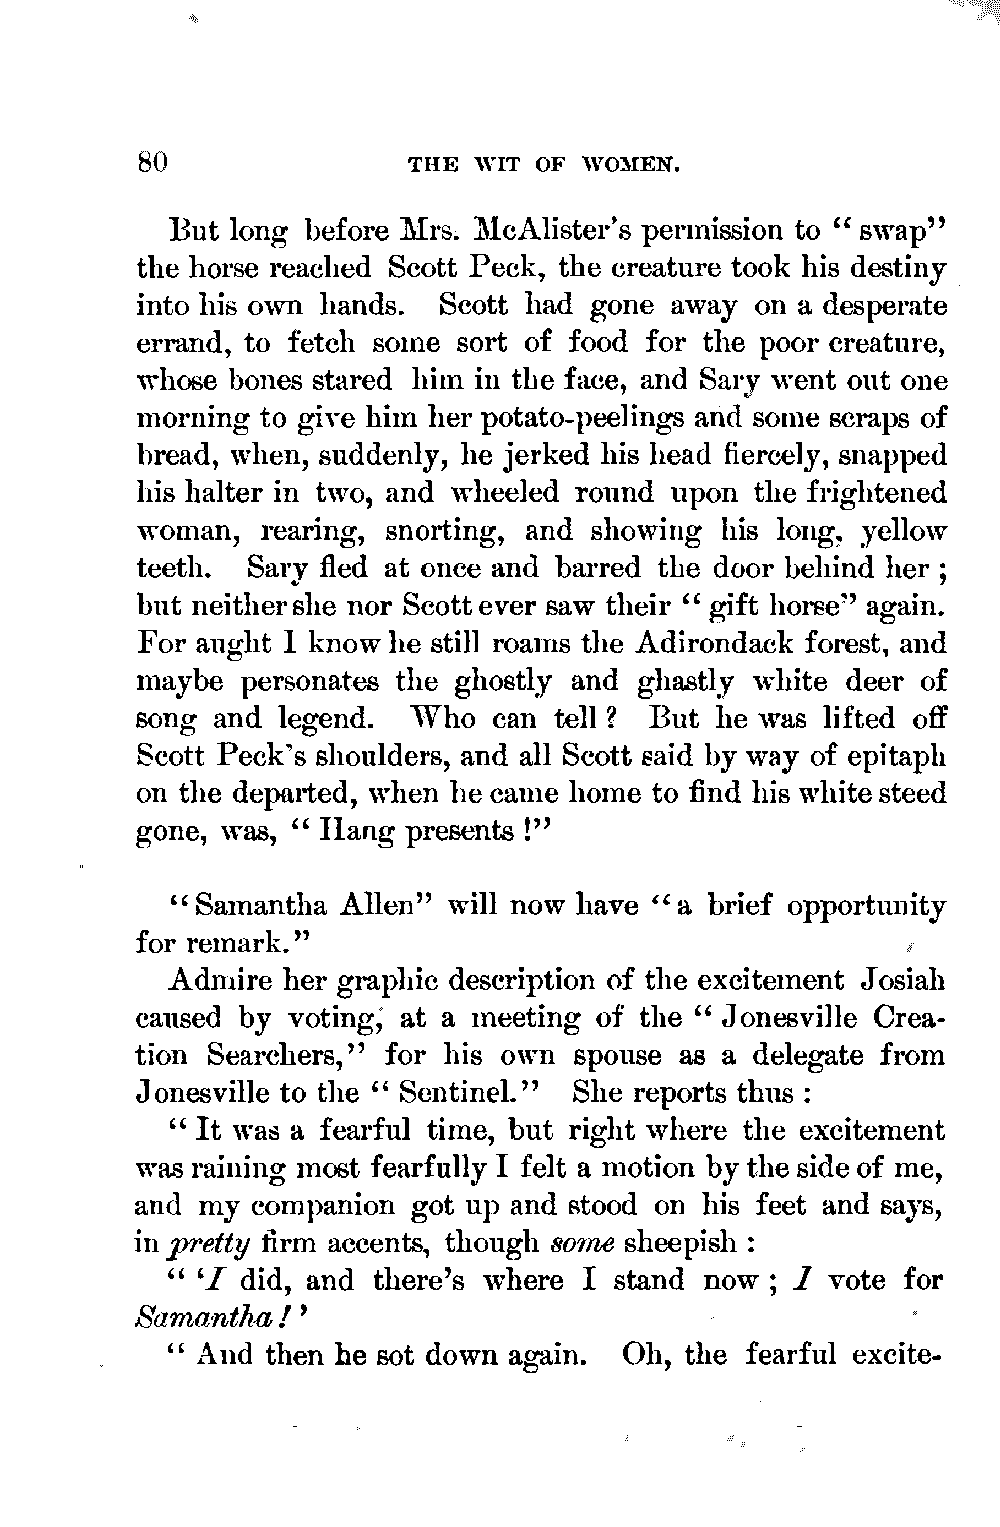 80 THE WIT OF WOMEN.
But long before Mrs. McAlister's permission to “ swap”
the horse reached Scott Peck, the creature took his destiny
into his own hands. Scott had gone away on a desperate
errand, to fetch some sort of food for the poor creature,
whose bones stared him in the face, and Sary went out one
morning to give him her potato-peelings and some scraps of
bread, when, suddenly, he jerked his head fiercely, snapped
his halter in two, and wheeled round upon the frightened
woman, rearing, snorting, and showing his long, yellow
teeth. Sary fled at once and barred the door behind her ;
but neither she nor Scott ever saw their “ gift horse” again.
For aught I know he still roams the Adirondack forest, and
maybe personates the ghostly and ghastly white deer of
song and legend. Who can tell ? But he was lifted off
Scott Peck's shoulders, and all Scott said by way of epitaph
on the departed, when he came home to find his white steed
gone, was, “ Hang presents !”
“ Samantha Allen” will now have “ a brief opportunity
for remark.”
Admire her graphic description of the excitement Josiah
caused by voting, at a meeting of the “ Jonesville Crea-
tion Searchers,” for his own spouse as a delegate from
Jonesville to the “ Sentinel.” She reports thus :
“ It was a fearful time, but right where the excitement
was raining most fearfully I felt a motion by the side of me,
and my companion got up and stood on his feet and says,
in pretty firm accents, though some sheepish :
“ ‘I did, and there's where I stand now ; I vote for
Samantha ! ’
“ And then he sot down again. Oh, the fearful excite-